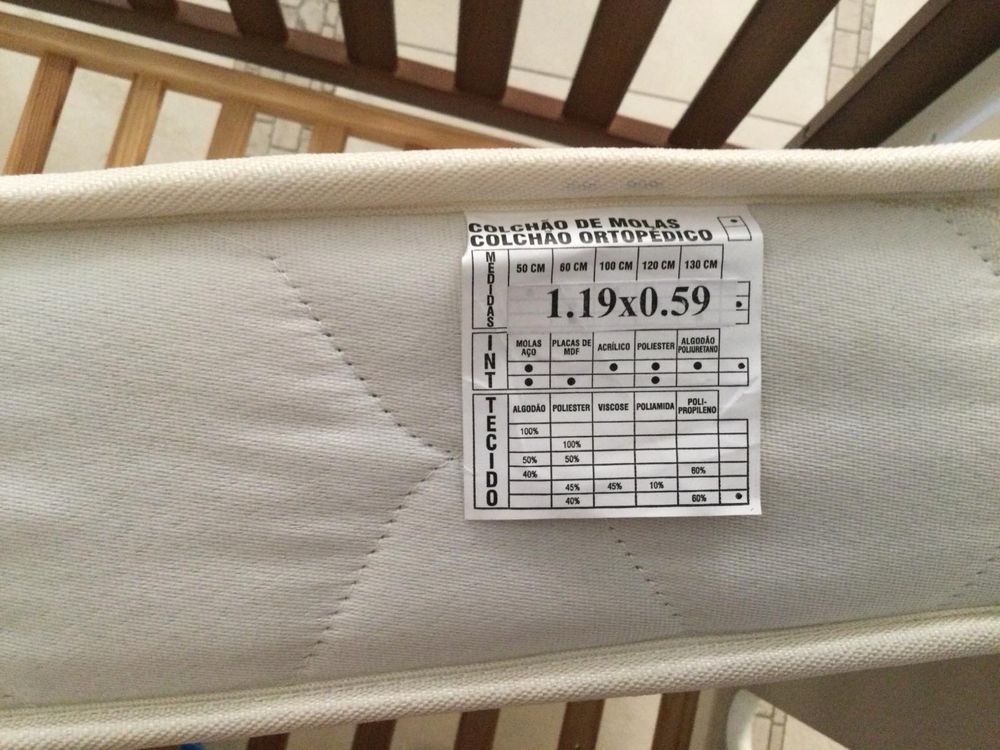 COLCHÃO DE MOLAS
COLCHÃO ORTOPÉDICO
MEDIDAS
50 CM 60 CM 100 CM 120 CM 130 CM
1.19x0.59
INT
MOLAS AÇO PLACAS DE MDF ACRÍLICO POLIESTER ALGODÃO POLIURETANO
TECIDO
ALGODÃO POLIESTER VISCOSE POLIAMIDA POLI-PROPILENO
100%
100%
50% 50%
40% 60%
45% 45% 10%
40% 60%